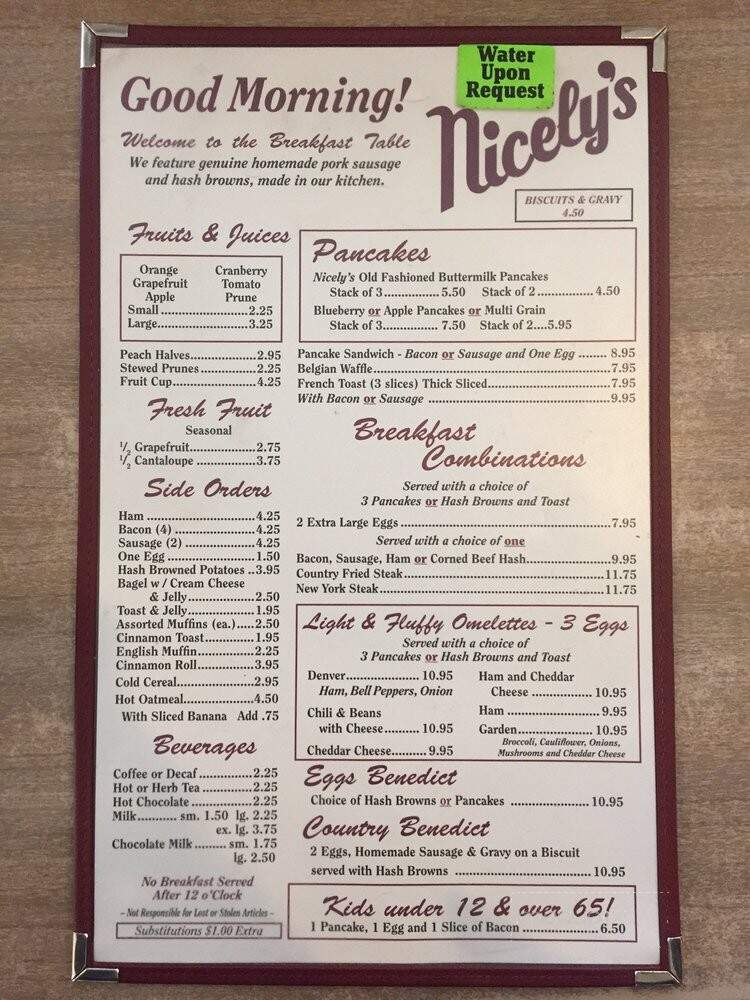 Water
Upon
Request
Good Morning!
Nicely's
Welcome to the Breakfast Table
We feature genuine homemade pork sausage
and hash browns, made in our kitchen.
BISCUITS & GRAVY
4.50
Fruits & Juices
Orange Cranberry
Grapefruit Tomato
Apple Prune
Small.....................2.25
Large.....................3.25
Peach Halves...............2.95
Stewed Prunes.............2.25
Fruit Cup....................4.25
Fresh Fruit
Seasonal
1/2 Grapefruit...................2.75
1/2 Cantaloupe .................3.75
Side Orders
Ham ..........................4.25
Bacon (4) .....................4.25
Sausage (2) ...................4.25
One Egg .......................1.50
Hash Browned Potatoes ..3.95
Bagel w / Cream Cheese
& Jelly...................2.50
Toast & Jelly.................1.95
Assorted Muffins (ea.).....2.50
Cinnamon Toast.............1.95
English Muffin...............2.25
Cinnamon Roll...............3.95
Cold Cereal....................2.95
Hot Oatmeal..................4.50
With Sliced Banana Add .75
Beverages
Coffee or Decaf ..............2.25
Hot or Herb Tea .............2.25
Hot Chocolate ................2.25
Milk........... sm. 1.50 lg. 2.25
ex. lg. 3.75
Chocolate Milk ......... sm. 1.75
lg. 2.50
No Breakfast Served
After 12 o'Clock
– Not Responsible for Lost or Stolen Articles –
Substitutions $1.00 Extra
Pancakes
Nicely's Old Fashioned Buttermilk Pancakes
Stack of 3................ 5.50 Stack of 2 ................ 4.50
Blueberry or Apple Pancakes or Multi Grain
Stack of 3............... 7.50 Stack of 2....5.95
Pancake Sandwich - Bacon or Sausage and One Egg ........ 8.95
Belgian Waffle.................................................7.95
French Toast (3 slices) Thick Sliced..........................7.95
With Bacon or Sausage ........................................9.95
Breakfast
Combinations
Served with a choice of
3 Pancakes or Hash Browns and Toast
2 Extra Large Eggs ............................................7.95
Served with a choice of one
Bacon, Sausage, Ham or Corned Beef Hash.....................9.95
Country Fried Steak..........................................11.75
New York Steak...............................................11.75
Light & Fluffy Omelettes - 3 Eggs
Served with a choice of
3 Pancakes or Hash Browns and Toast
Denver............... 10.95
Ham, Bell Peppers, Onion
Chili & Beans
with Cheese.......... 10.95
Cheddar Cheese.......... 9.95
Ham and Cheddar
Cheese ................. 10.95
Ham ........................ 9.95
Garden..................... 10.95
Broccoli, Cauliflower, Onions,
Mushrooms and Cheddar Cheese
Eggs Benedict
Choice of Hash Browns or Pancakes ..................... 10.95
Country Benedict
2 Eggs, Homemade Sausage & Gravy on a Biscuit
served with Hash Browns .................................... 10.95
Kids under 12 & over 65!
1 Pancake, 1 Egg and 1 Slice of Bacon ....................6.50